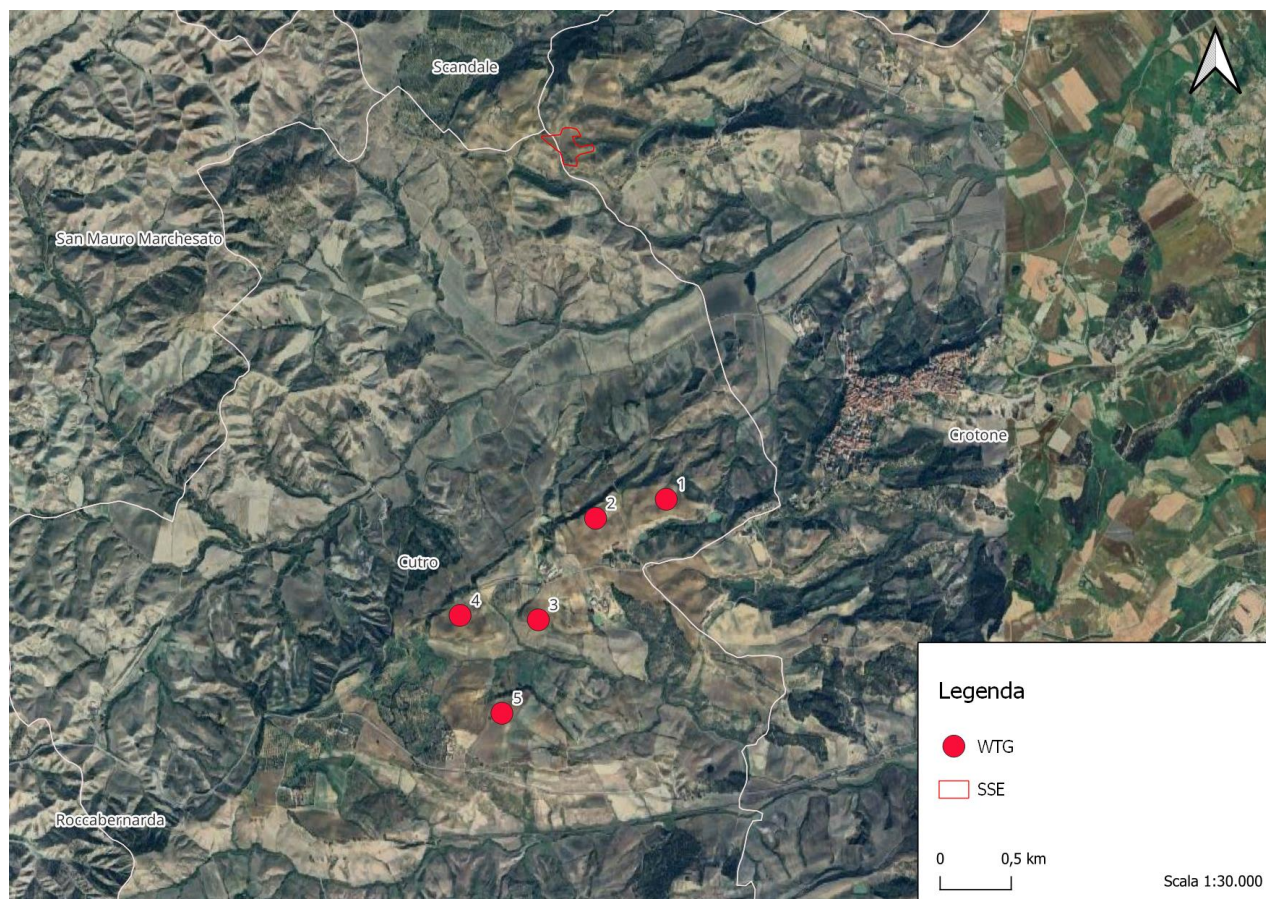 Scandale
San Mauro Marchesato
Crotone
1
2
Cutro
4
3
5
Roccabernarda
Legenda
WTG
SSE
0 0,5 km
Scala 1:30.000